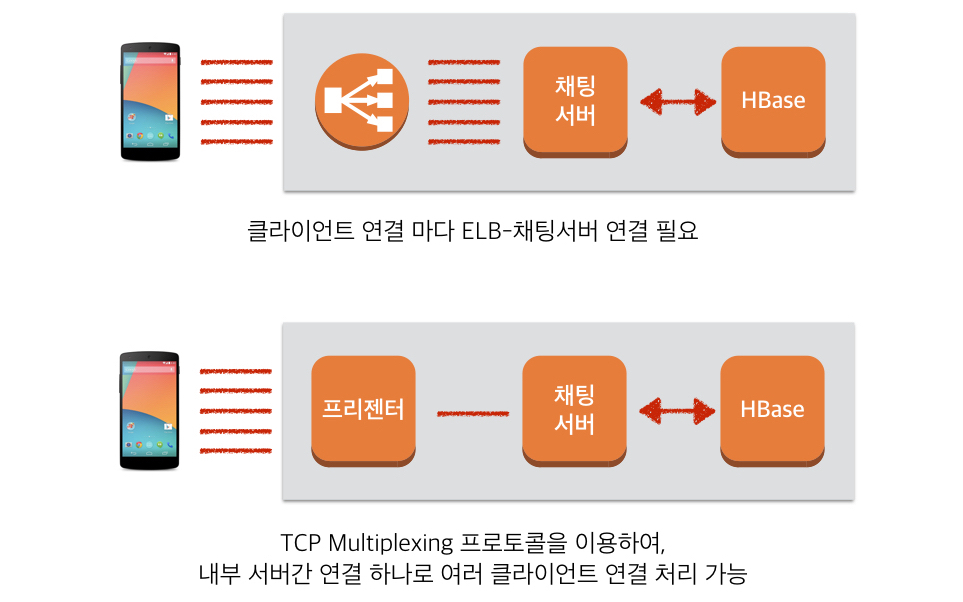 채팅
서버
HBase
클라이언트 연결 마다 ELB-채팅서버 연결 필요
프리젠터
채팅
서버
HBase
TCP Multiplexing 프로토콜을 이용하여,
내부 서버간 연결 하나로 여러 클라이언트 연결 처리 가능